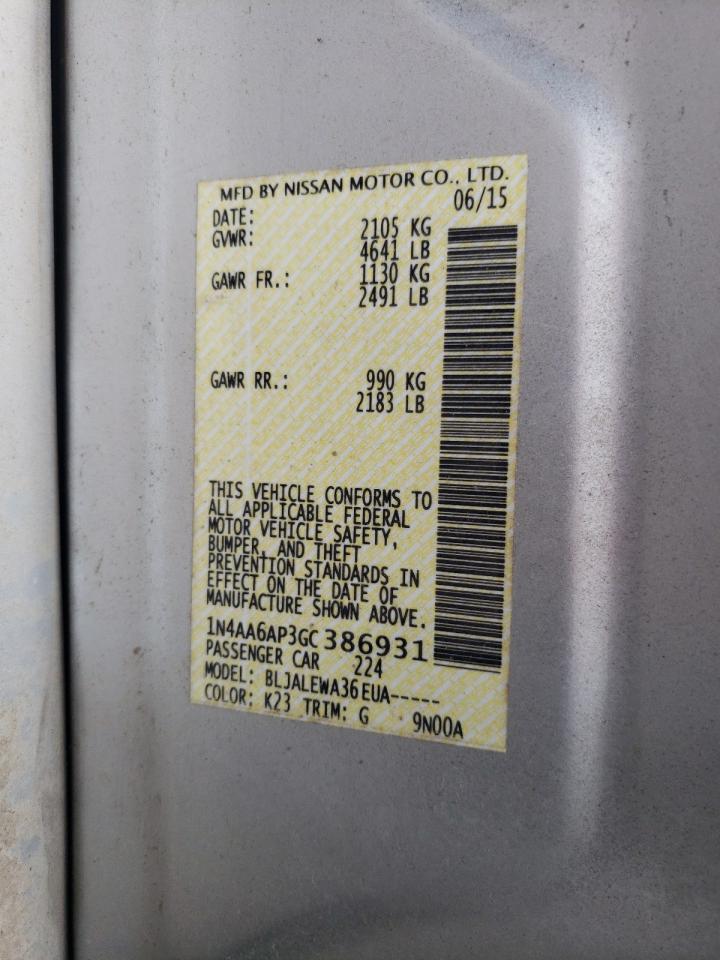 MFD BY NISSAN MOTOR CO., LTD.
DATE: 06/15
GVWR: 2105 KG
4641 LB
GAWR FR.: 1130 KG
2491 LB
GAWR RR.: 990 KG
2183 LB
THIS VEHICLE CONFORMS TO
ALL APPLICABLE FEDERAL
MOTOR VEHICLE SAFETY,
BUMPER, AND THEFT
PREVENTION STANDARDS IN
EFFECT ON THE DATE OF
MANUFACTURE SHOWN ABOVE.
1N4AA6AP3GC386931
PASSENGER CAR 224
MODEL: BLJALEWA36EUA-----
COLOR: K23 TRIM: G 9N00A